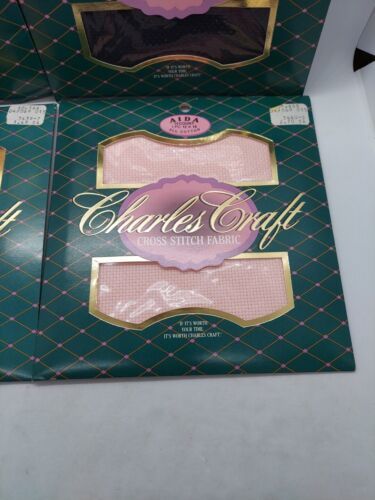 IF IT'S WORTH
YOUR TIME,
IT'S WORTH CHARLES CRAFT.
AIDA
ALL COTTON
Charles Craft
CROSS STITCH FABRIC
IF IT'S WORTH
YOUR TIME,
IT'S WORTH CHARLES CRAFT.